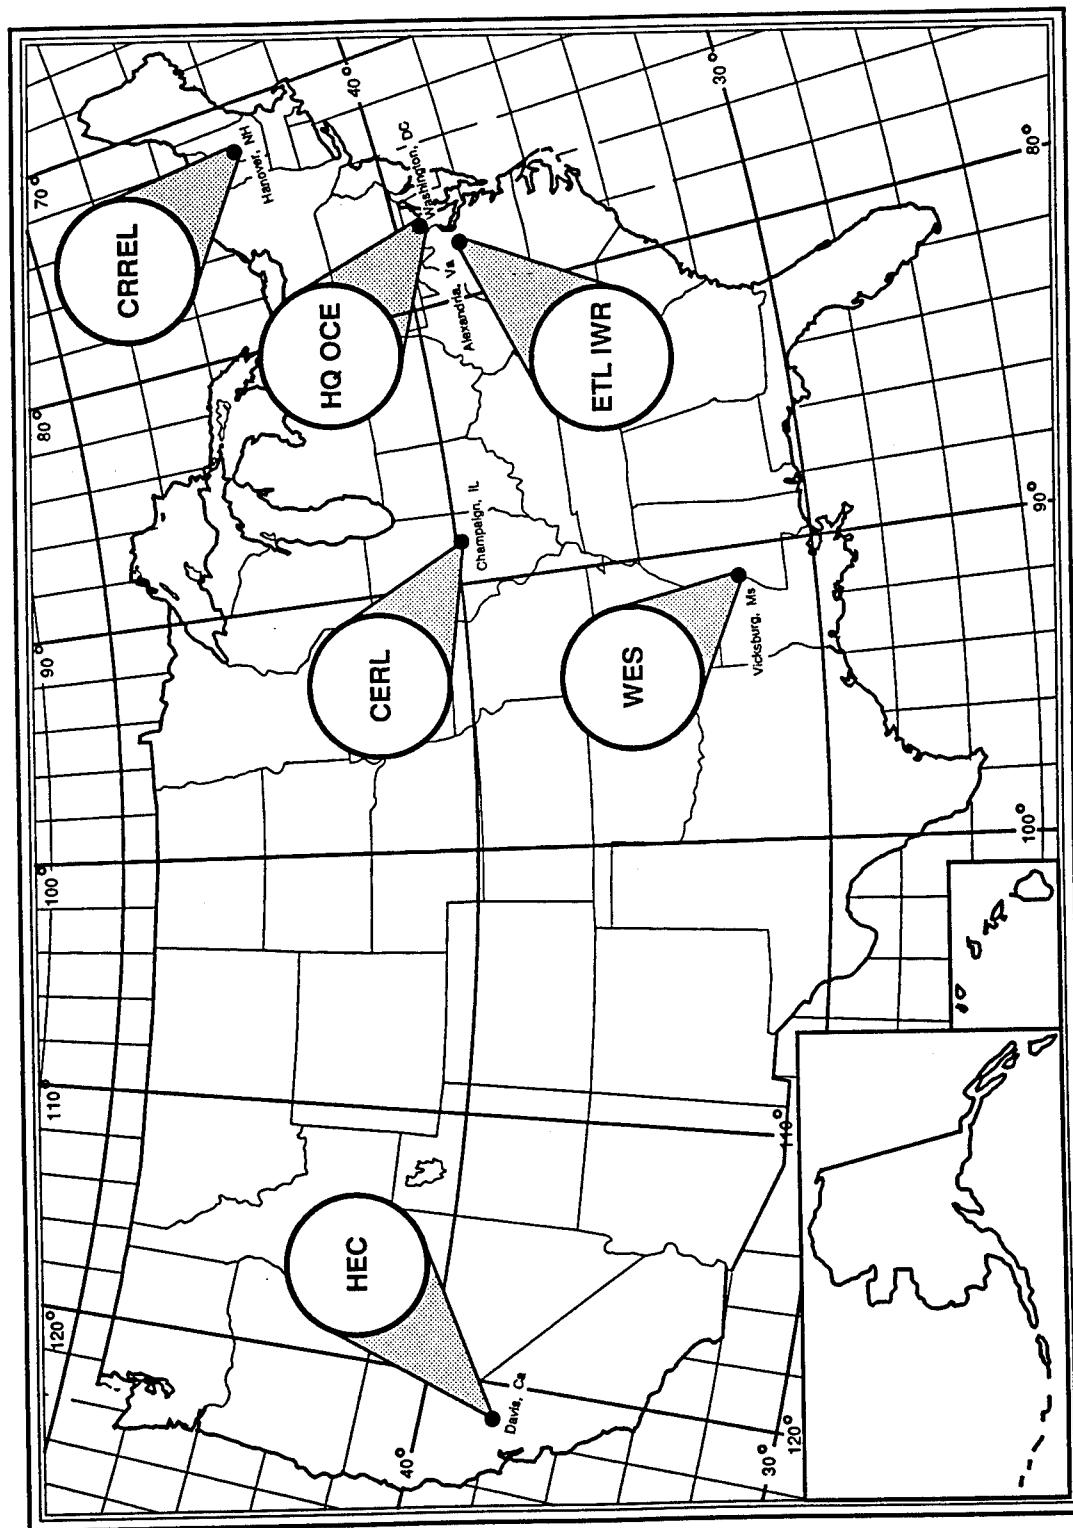 120°
110°
100
90
80°
70
40°
40°
30°
30°
120°
110°
100°
90°
80°
HEC
Davis, Ca
CERL
Champaign, IL
WES
Vicksburg, Ms
HQ OCE
Washington, DC
ETL IWR
Alexandria, Va
CRREL
Hanover, NH